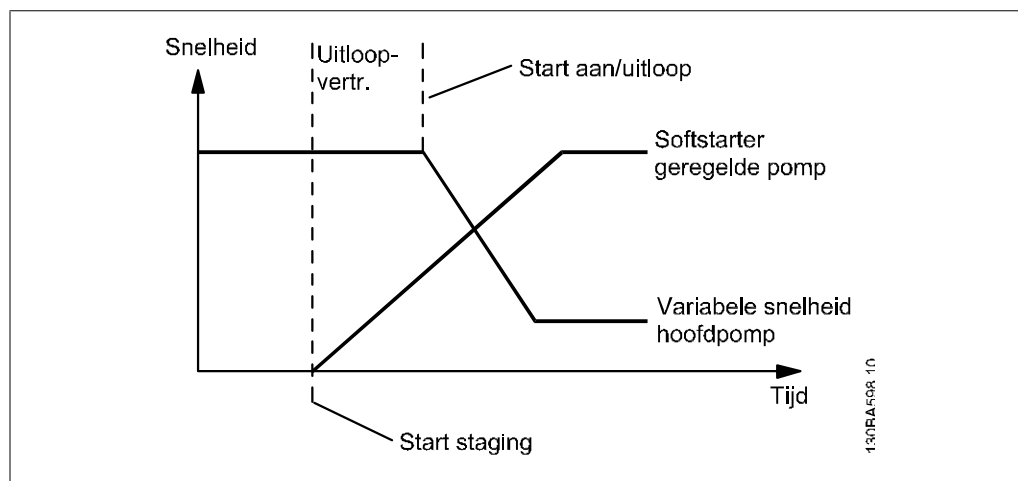 Snelheid
Uitloop-
vertr.
Start aan/uitloop
Softstarter
geregelde pomp
Variabele snelheid
hoofdpomp
Tijd
Start staging
130BA598.10